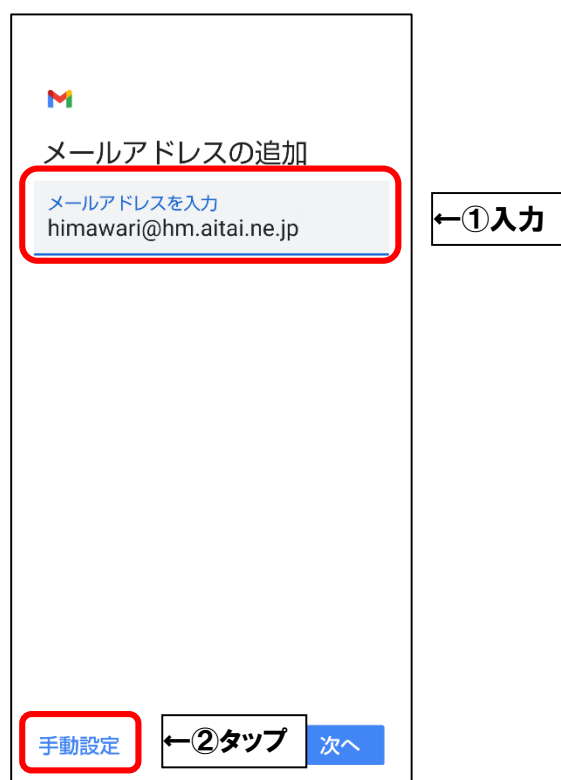 メールアドレスの追加
メールアドレスを入力
himawari@hm.aitai.ne.jp
←①入力
手動設定
←②タップ
次へ